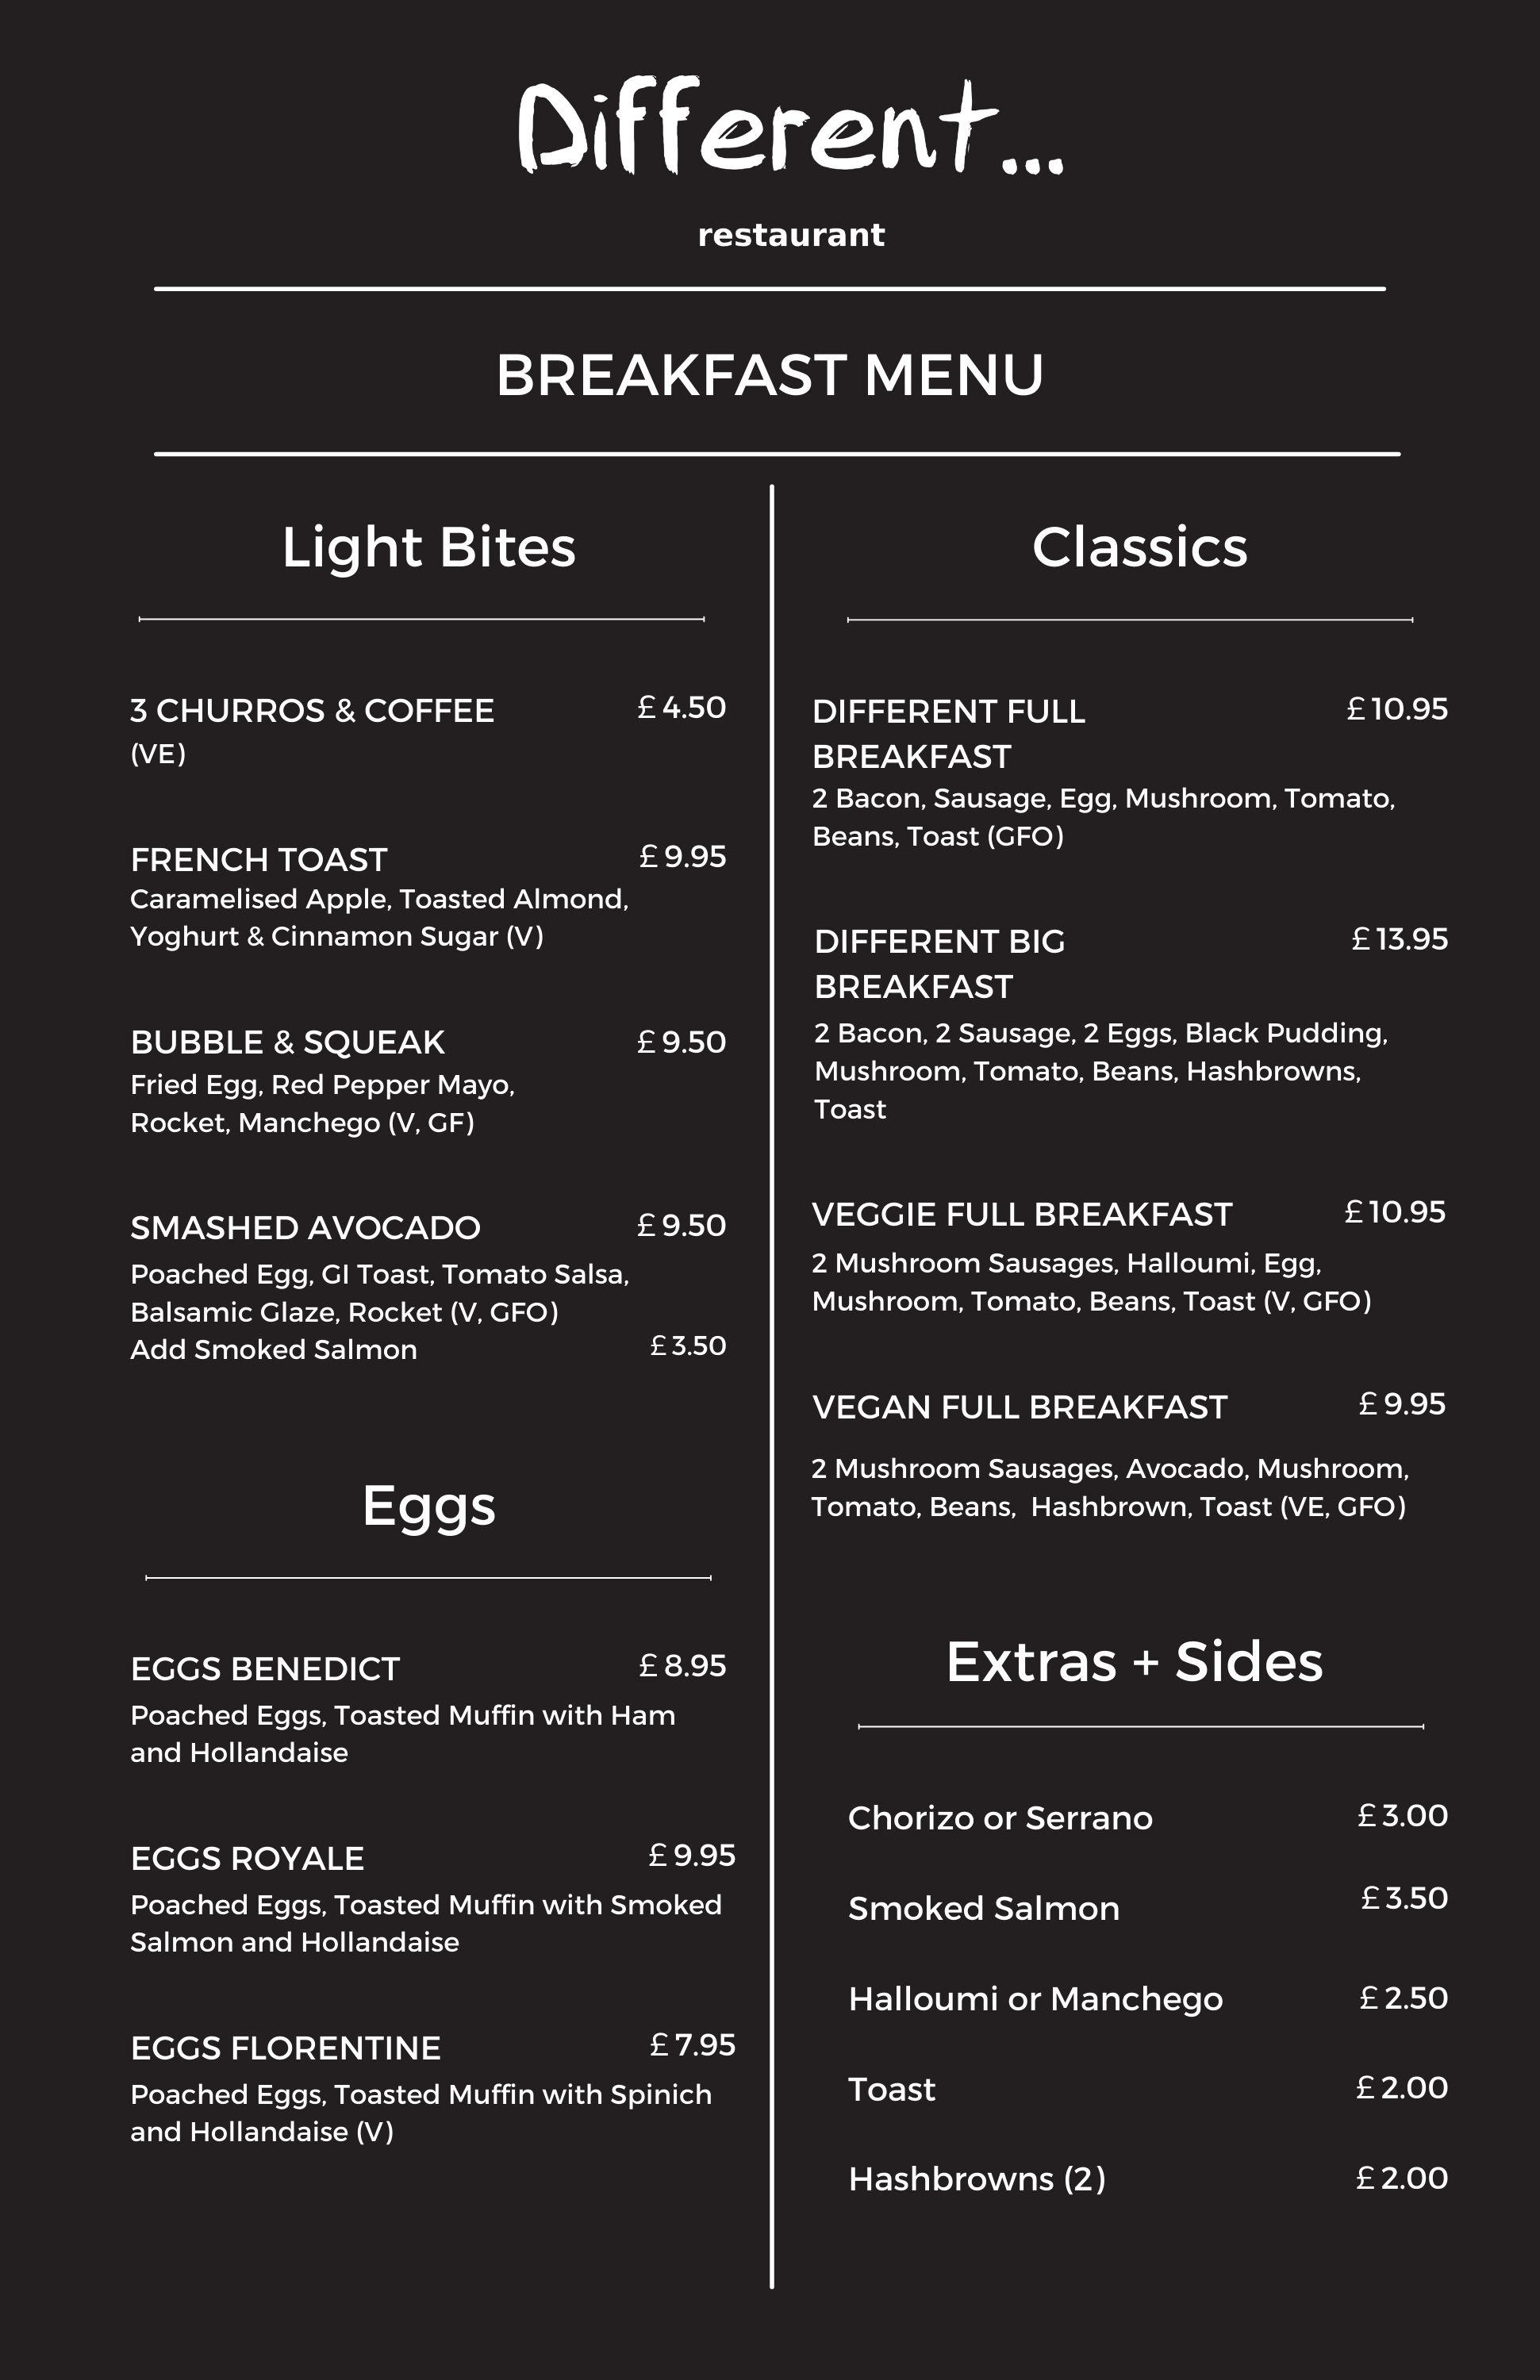 Different...
restaurant
BREAKFAST MENU
Light Bites
3 CHURROS & COFFEE £4.50
(VE)
FRENCH TOAST £9.95
Caramelised Apple, Toasted Almond,
Yoghurt & Cinnamon Sugar (V)
BUBBLE & SQUEAK £9.50
Fried Egg, Red Pepper Mayo,
Rocket, Manchego (V, GF)
SMASHED AVOCADO £9.50
Poached Egg, GI Toast, Tomato Salsa,
Balsamic Glaze, Rocket (V, GFO)
Add Smoked Salmon £3.50
Eggs
EGGS BENEDICT £8.95
Poached Eggs, Toasted Muffin with Ham
and Hollandaise
EGGS ROYALE £9.95
Poached Eggs, Toasted Muffin with Smoked
Salmon and Hollandaise
EGGS FLORENTINE £7.95
Poached Eggs, Toasted Muffin with Spinich
and Hollandaise (V)
Classics
DIFFERENT FULL £10.95
BREAKFAST
2 Bacon, Sausage, Egg, Mushroom, Tomato,
Beans, Toast (GFO)
DIFFERENT BIG £13.95
BREAKFAST
2 Bacon, 2 Sausage, 2 Eggs, Black Pudding,
Mushroom, Tomato, Beans, Hashbrowns,
Toast
VEGGIE FULL BREAKFAST £10.95
2 Mushroom Sausages, Halloumi, Egg,
Mushroom, Tomato, Beans, Toast (V, GFO)
VEGAN FULL BREAKFAST £9.95
2 Mushroom Sausages, Avocado, Mushroom,
Tomato, Beans, Hashbrown, Toast (VE, GFO)
Extras + Sides
Chorizo or Serrano £3.00
Smoked Salmon £3.50
Halloumi or Manchego £2.50
Toast £2.00
Hashbrowns (2) £2.00